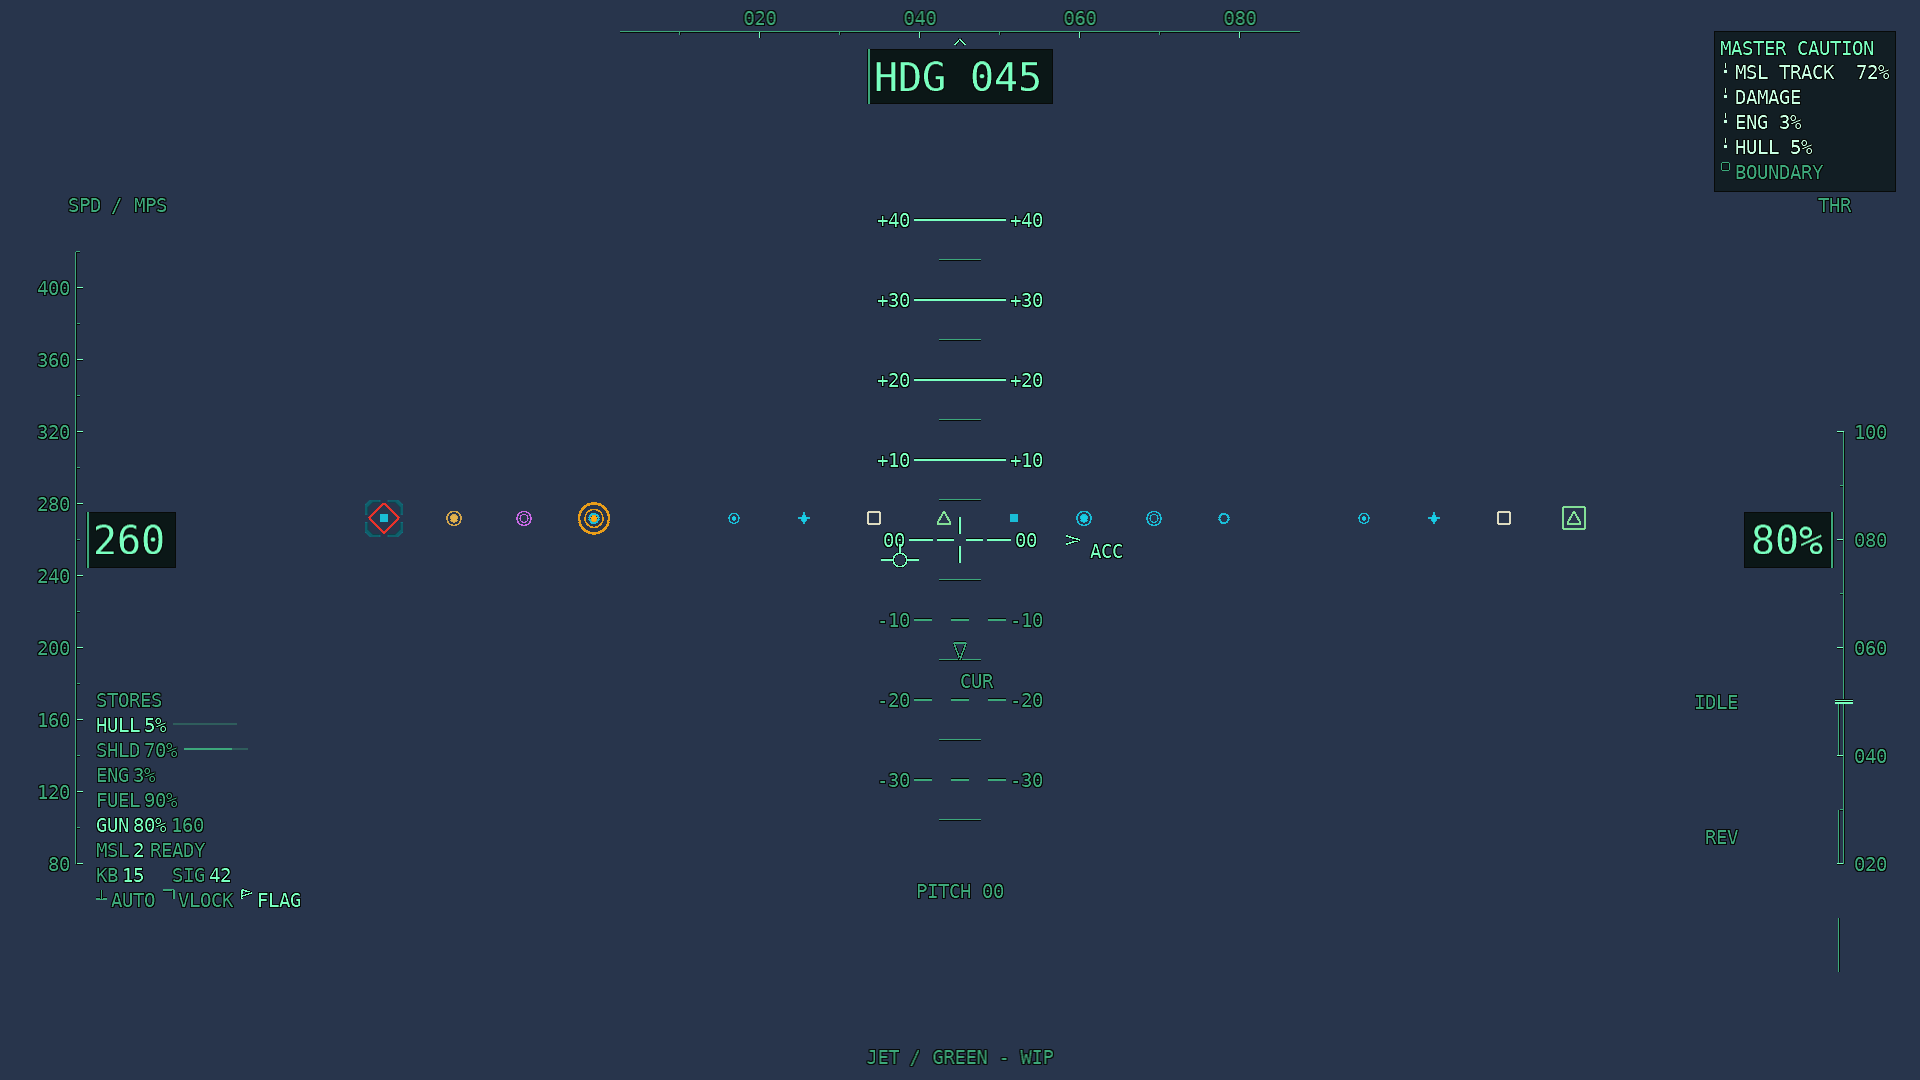 020 040 060 080
HDG 045
MASTER CAUTION
MSL TRACK 72%
DAMAGE
ENG 3%
HULL 5%
BOUNDARY
SPD / MPS
THR
+40 +40
+30 +30
+20 +20
+10 +10
00 00
-10 -10
-20 -20
-30 -30
ACC
CUR
400
360
320
280
260
240
200
160
120
80
100
080
80%
060
040
020
IDLE
REV
STORES
HULL 5%
SHLD 70%
ENG 3%
FUEL 90%
GUN 80% 160
MSL 2 READY
KB 15 SIG 42
AUTO VLOCK FLAG
PITCH 00
JET / GREEN - WIP